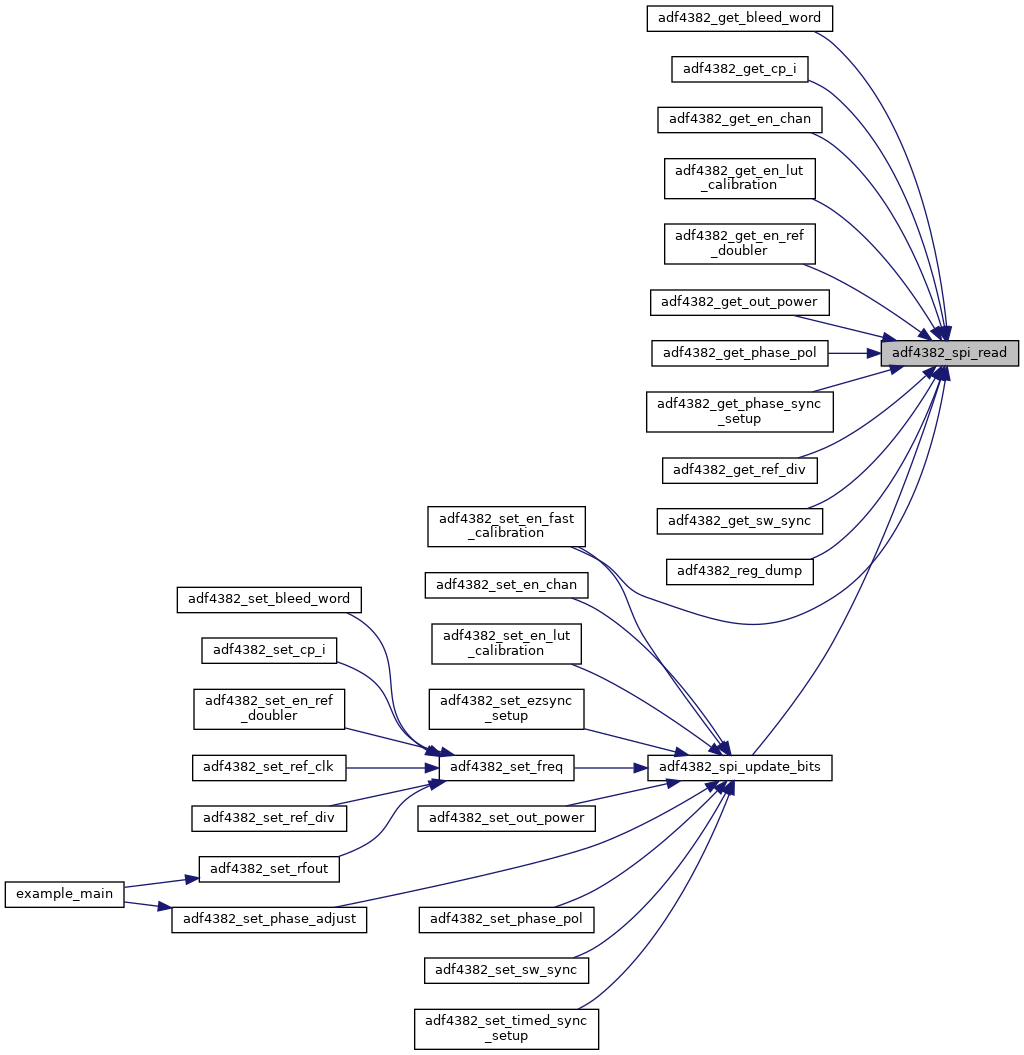 adf4382_get_bleed_word
adf4382_get_cp_i
adf4382_get_en_chan
adf4382_get_en_lut
_calibration
adf4382_get_en_ref
_doubler
adf4382_get_out_power
adf4382_get_phase_pol
adf4382_spi_read
adf4382_get_phase_sync
_setup
adf4382_get_ref_div
adf4382_get_sw_sync
adf4382_reg_dump
adf4382_set_en_fast
_calibration
adf4382_set_en_chan
adf4382_set_bleed_word
adf4382_set_en_lut
_calibration
adf4382_set_cp_i
adf4382_set_en_ref
_doubler
adf4382_set_ezsync
_setup
adf4382_set_ref_clk
adf4382_set_freq
adf4382_spi_update_bits
adf4382_set_ref_div
adf4382_set_out_power
adf4382_set_rfout
example_main
adf4382_set_phase_adjust
adf4382_set_phase_pol
adf4382_set_sw_sync
adf4382_set_timed_sync
_setup